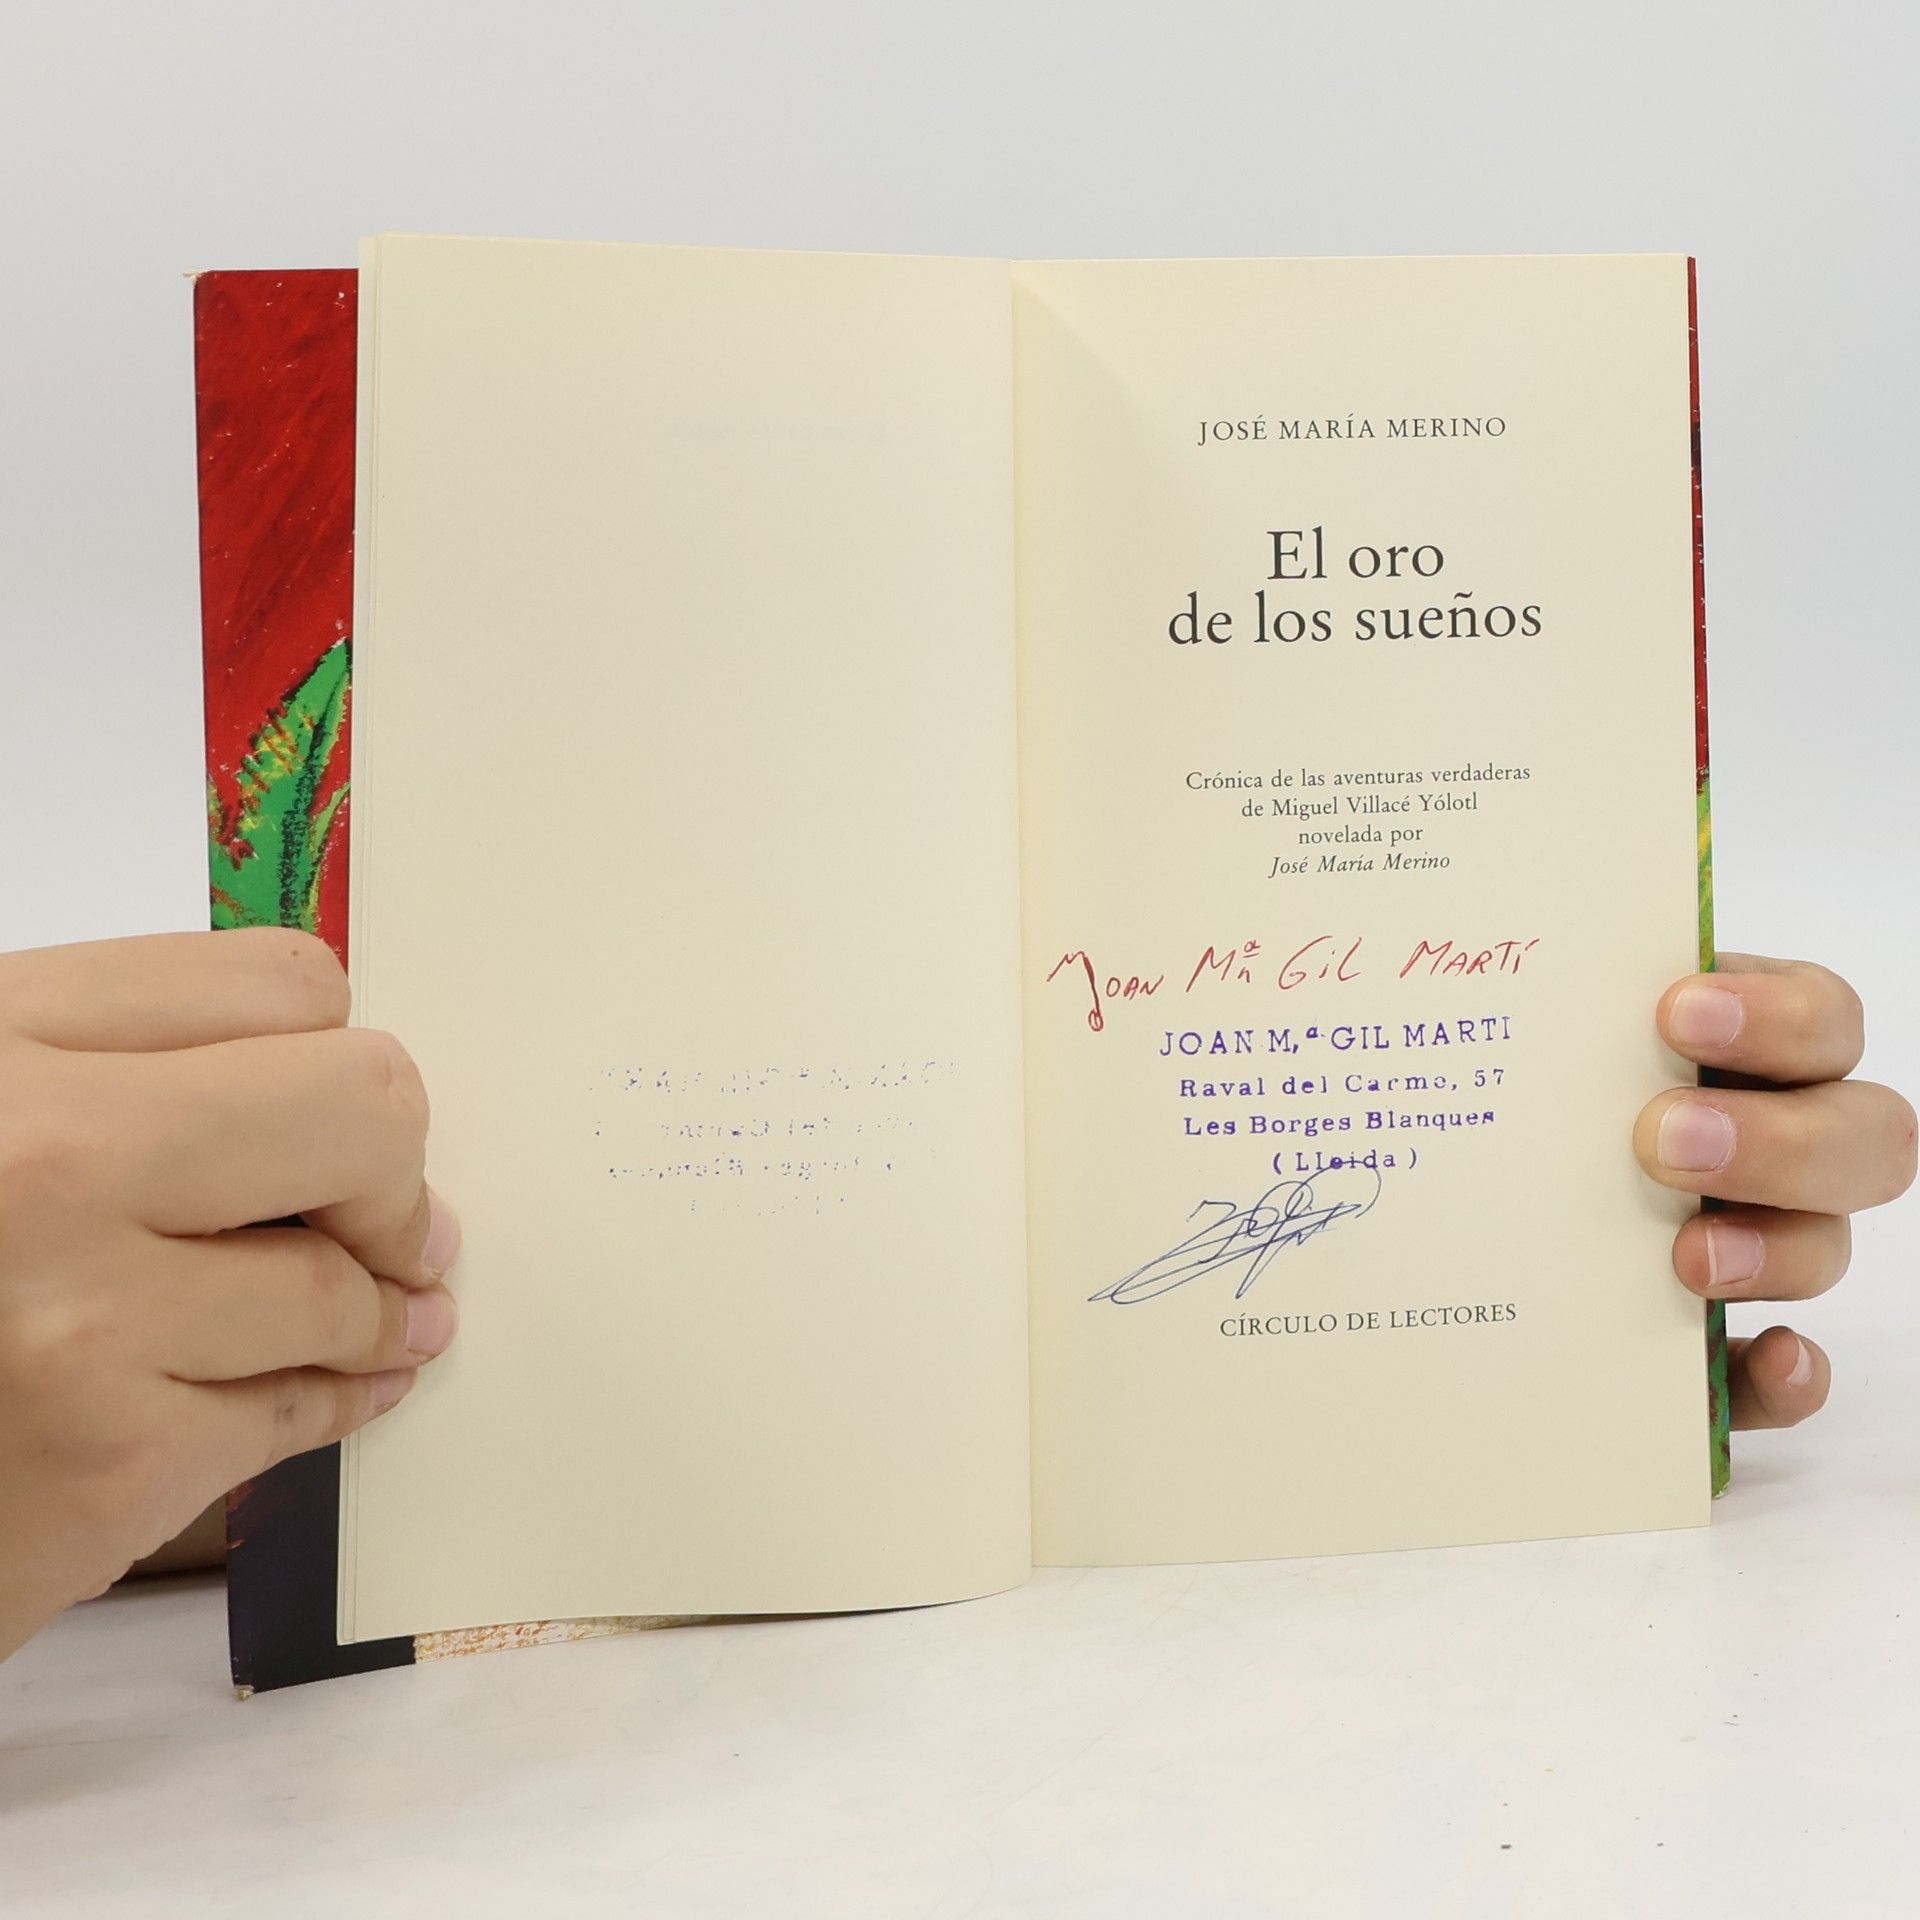 JOSÉ MARÍA MERINO
El oro
de los sueños
Crónica de las aventuras verdaderas
de Miguel Villacé Yólotl
novelada por
José María Merino
JOAN Mª GIL MARTÍ
JOAN M,ª GIL MARTI
Raval del Carme, 57
Les Borges Blanques
( Lleida )
CÍRCULO DE LECTORES